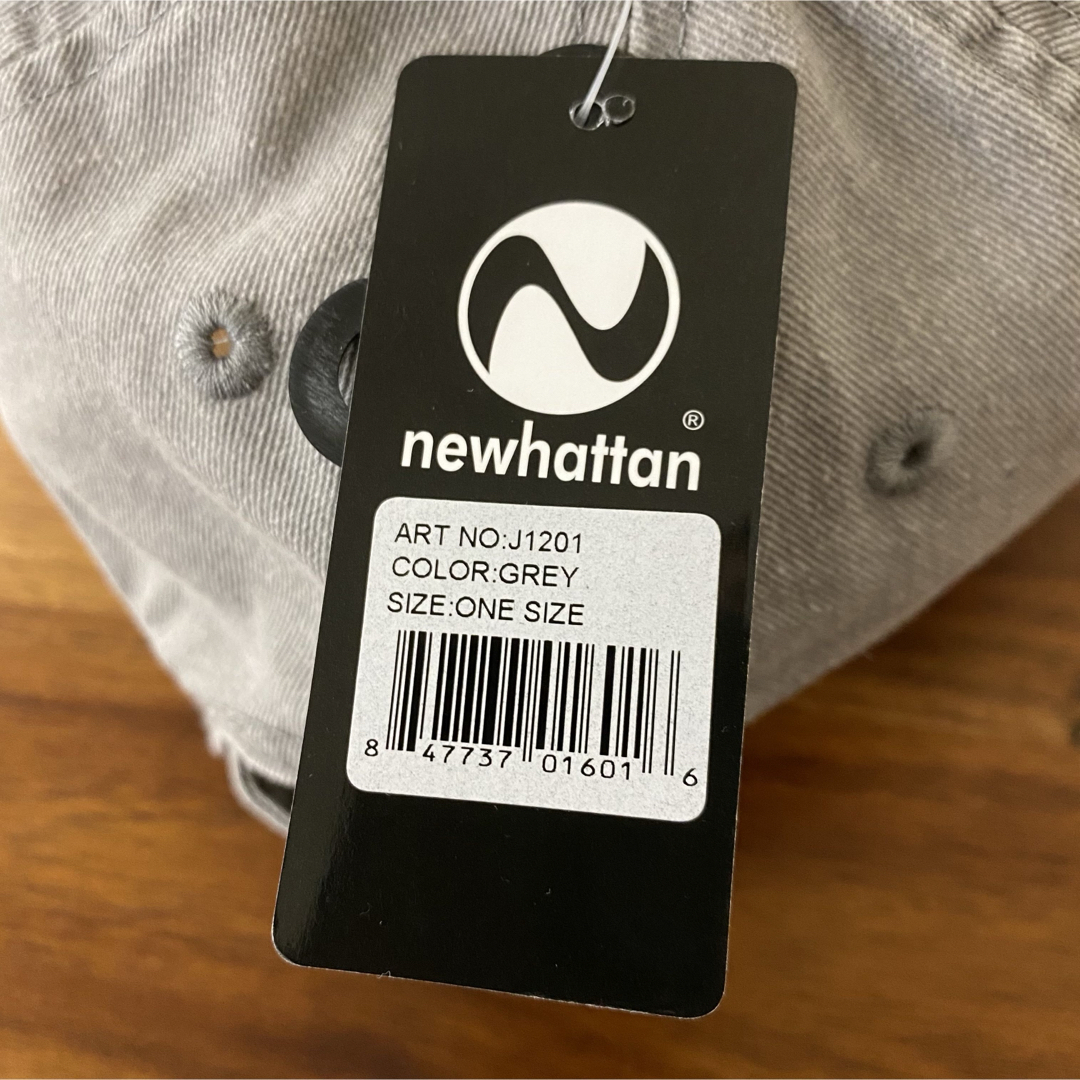 ®
newhattan
ART NO:J1201
COLOR:GREY
SIZE:ONE SIZE
8 47737 01601 6